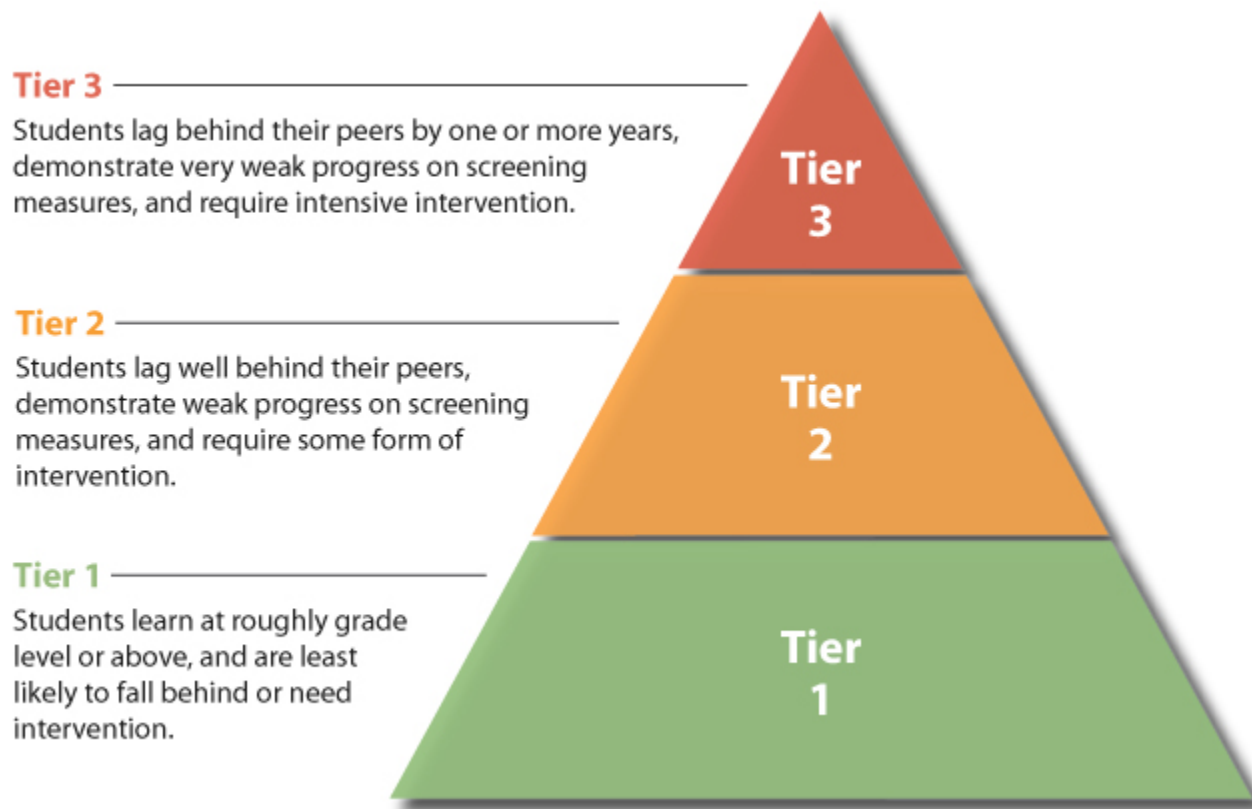 Tier 3
Students lag behind their peers by one or more years,
demonstrate very weak progress on screening
measures, and require intensive intervention.
Tier
3
Tier 2
Students lag well behind their peers,
demonstrate weak progress on screening
measures, and require some form of
intervention.
Tier
2
Tier 1
Students learn at roughly grade
level or above, and are least
likely to fall behind or need
intervention.
Tier
1